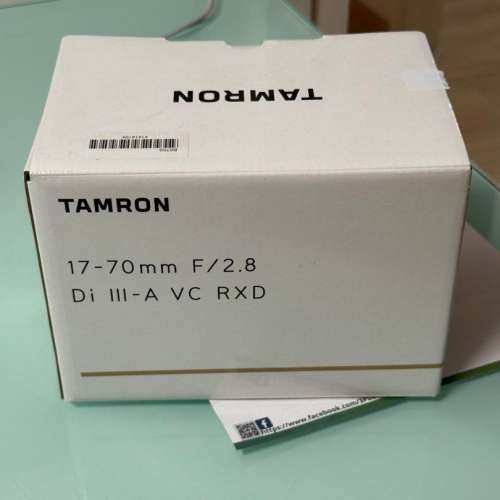 TAMRON
TAMRON
17-70mm F/2.8
Di III-A VC RXD